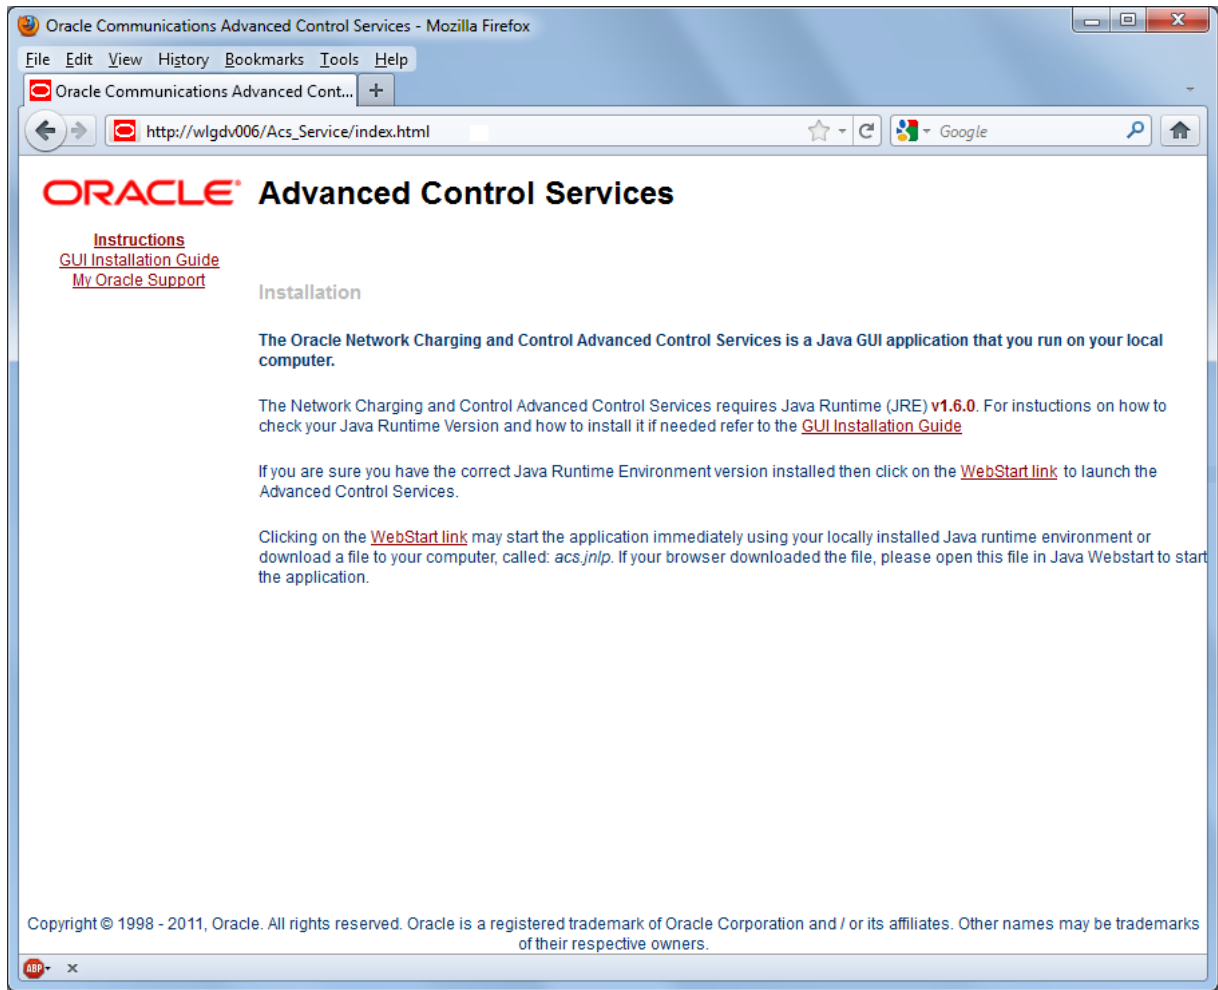 Oracle Communications Advanced Control Services - Mozilla Firefox
File Edit View History Bookmarks Tools Help
Oracle Communications Advanced Cont... +
http://wlgdv006/Acs_Service/index.html Google
ORACLE Advanced Control Services
Instructions
GUI Installation Guide
My Oracle Support
Installation
The Oracle Network Charging and Control Advanced Control Services is a Java GUI application that you run on your local
computer.
The Network Charging and Control Advanced Control Services requires Java Runtime (JRE) v1.6.0. For instuctions on how to
check your Java Runtime Version and how to install it if needed refer to the GUI Installation Guide
If you are sure you have the correct Java Runtime Environment version installed then click on the WebStart link to launch the
Advanced Control Services.
Clicking on the WebStart link may start the application immediately using your locally installed Java runtime environment or
download a file to your computer, called: acs.jnlp. If your browser downloaded the file, please open this file in Java Webstart to start
the application.
Copyright © 1998 - 2011, Oracle. All rights reserved. Oracle is a registered trademark of Oracle Corporation and / or its affiliates. Other names may be trademarks
of their respective owners.
ABP x